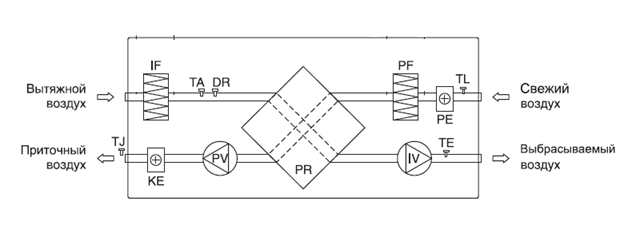 IF
PF
TA DR
TL
Вытяжной
воздух
Свежий
воздух
PE
TJ
Приточный
воздух
PV
IV
TE
Выбрасываемый
воздух
PR
KE